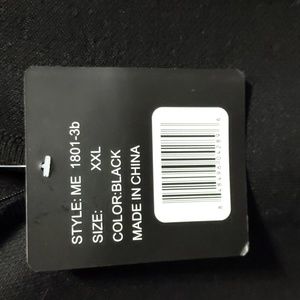 STYLE: ME 1801-3b
SIZE: XXL
COLOR:BLACK
MADE IN CHINA